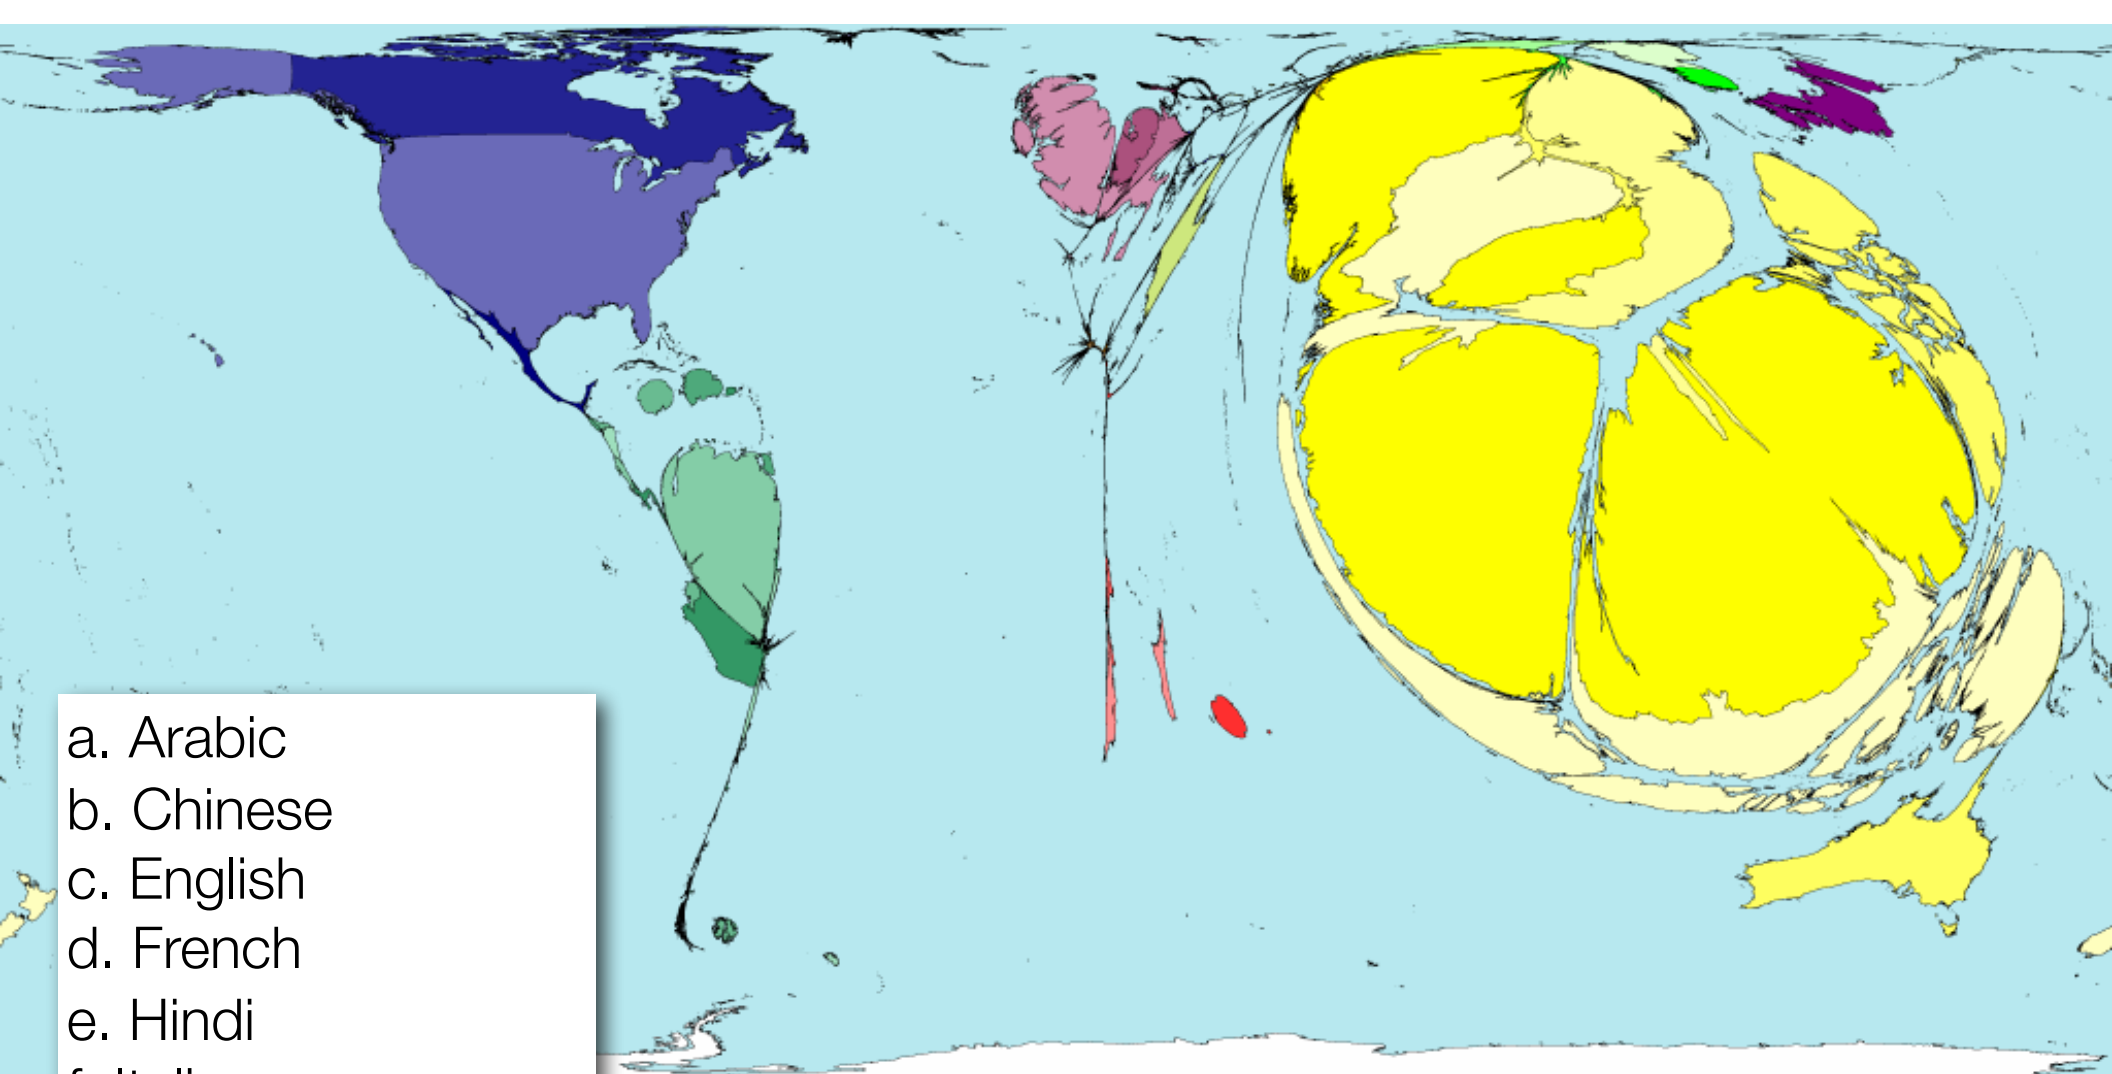 a. Arabic
b. Chinese
c. English
d. French
e. Hindi